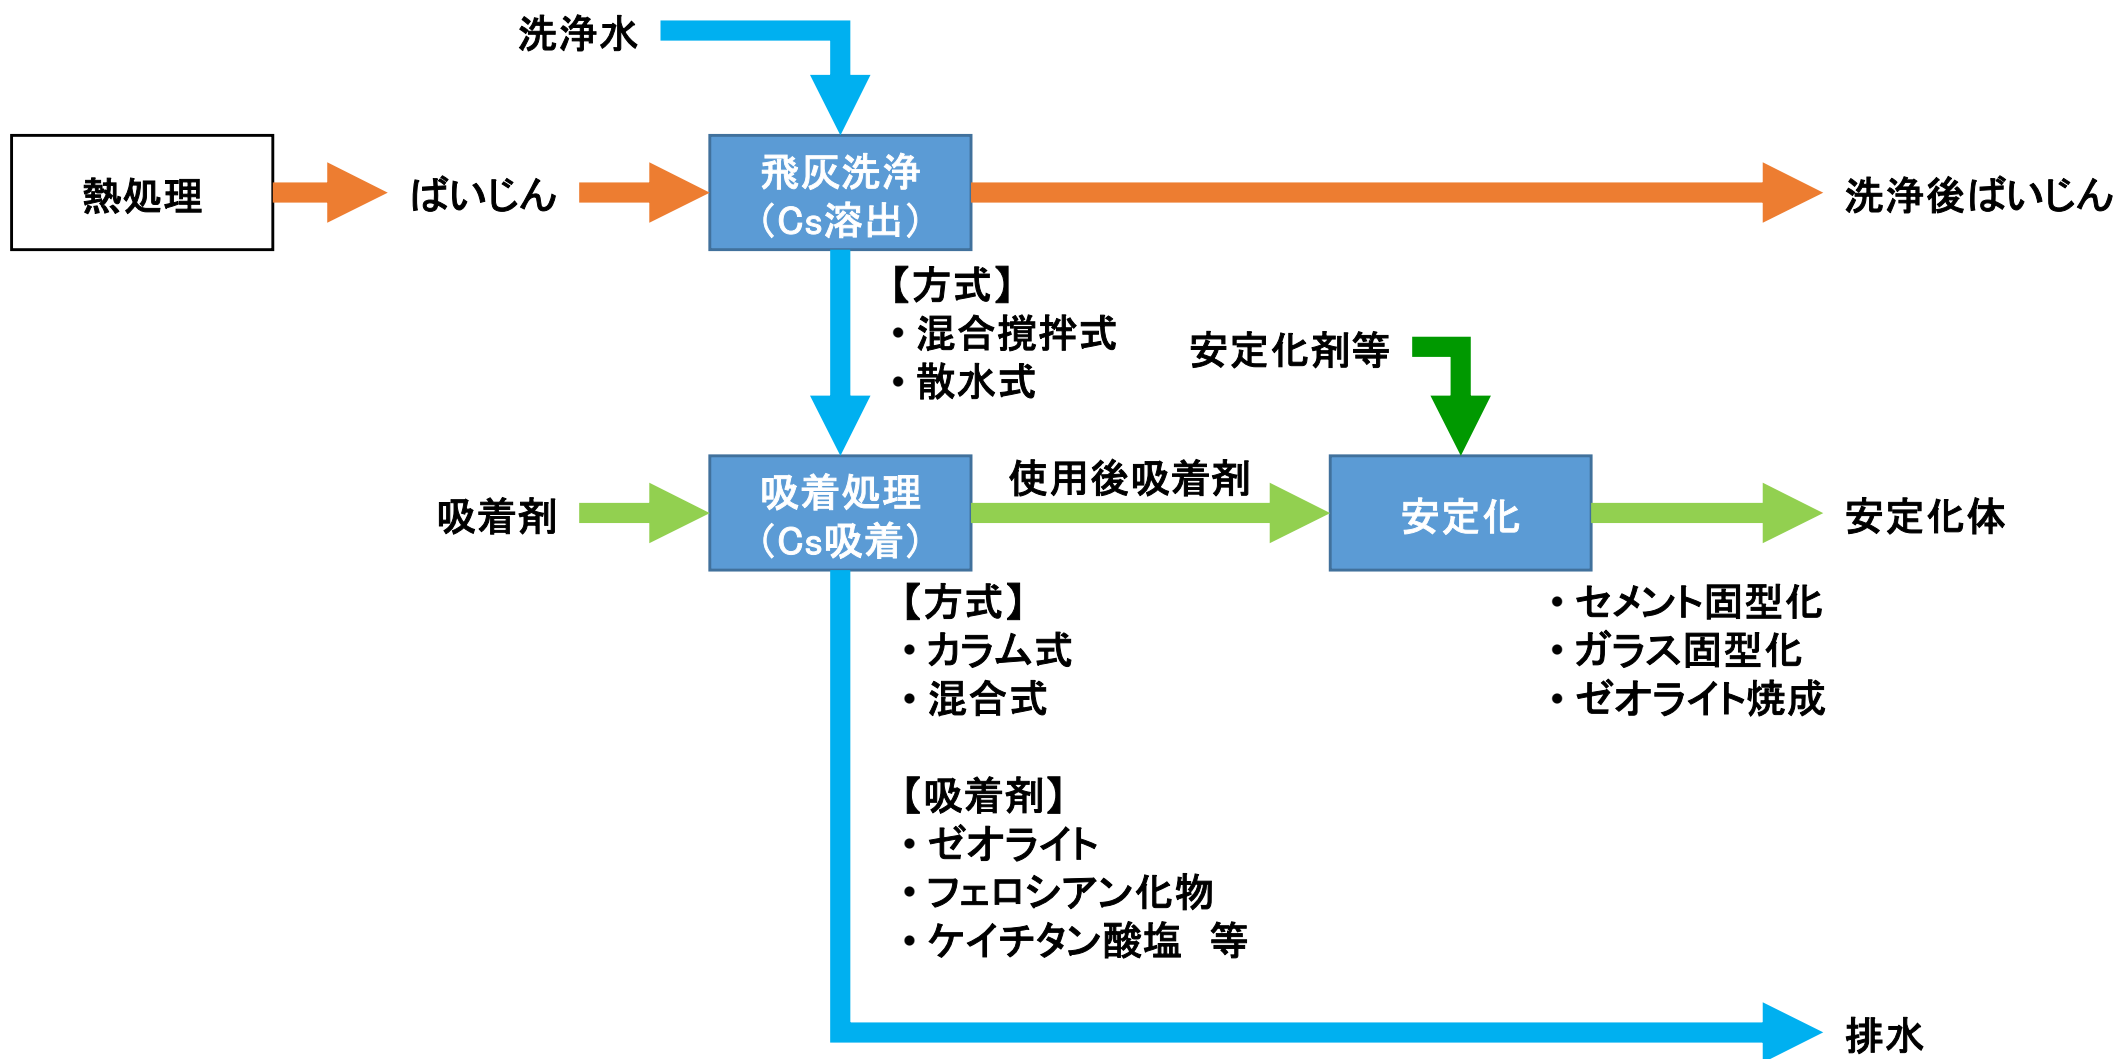 洗浄水
熱処理
ばいじん
飛灰洗浄
（Cs溶出）
洗浄後ばいじん
【方式】
・混合撹拌式
・散水式
安定化剤等
吸着剤
吸着処理
（Cs吸着）
使用後吸着剤
安定化
安定化体
【方式】
・カラム式
・混合式
・セメント固型化
・ガラス固型化
・ゼオライト焼成
【吸着剤】
・ゼオライト
・フェロシアン化物
・ケイチタン酸塩　等
排水